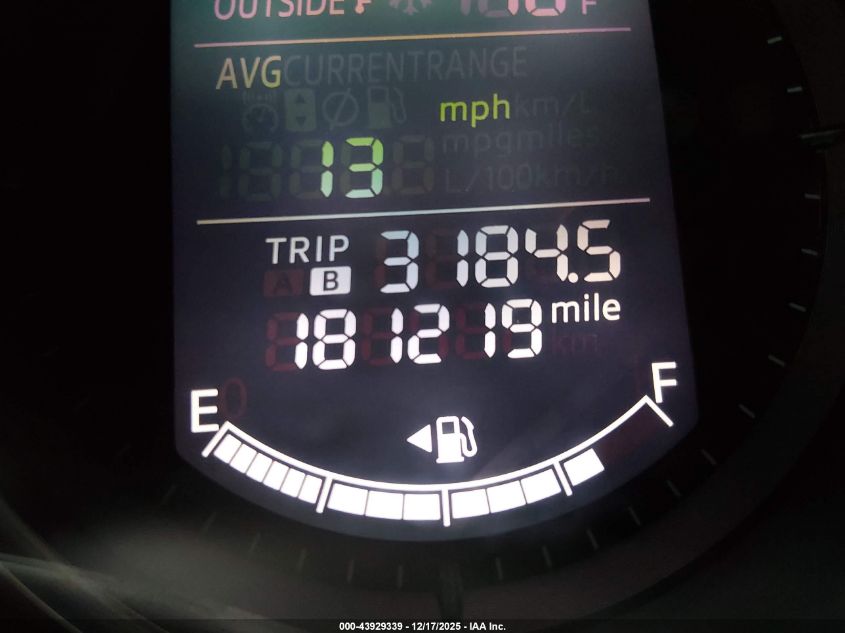 OUTSIDE F
AVG CURRENT RANGE
mph km/L
mpg miles
13 L/100km/h
TRIP A B 3184.5
181219 mile km
E F
000-43929339 - 12/17/2025 - IAA Inc.